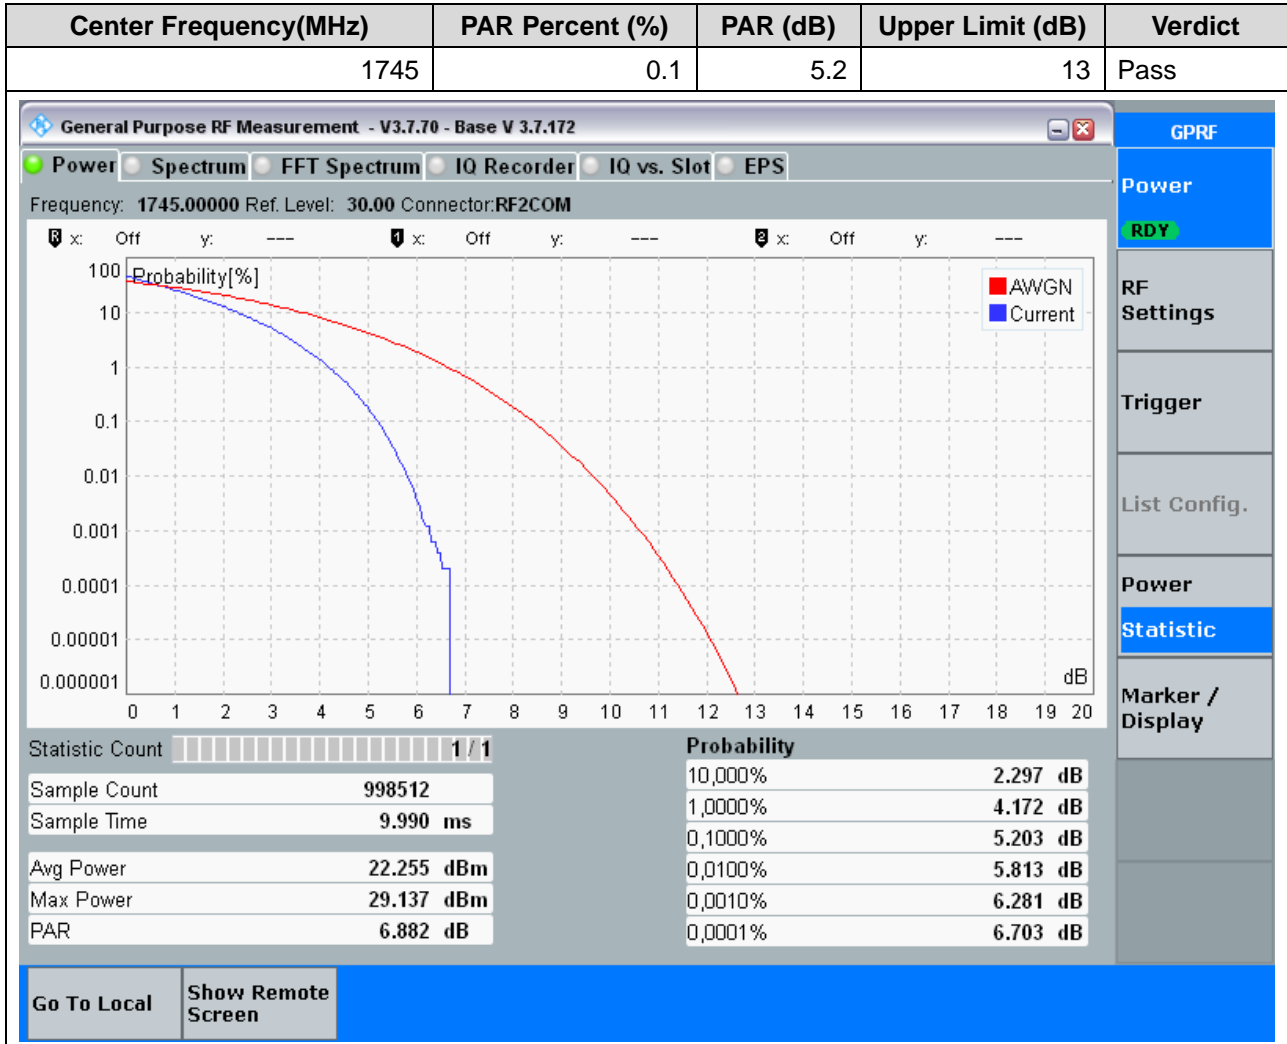 Center Frequency(MHz) PAR Percent (%) PAR (dB) Upper Limit (dB) Verdict
1745 0.1 5.2 13 Pass
General Purpose RF Measurement - V3.7.70 - Base V 3.7.172
GPRF
Power Spectrum FFT Spectrum IQ Recorder IQ vs. Slot EPS
Power
RDY
Frequency: 1745.00000 Ref. Level: 30.00 Connector:RF2COM
R x: Off y: --- 1 x: Off y: --- 2 x: Off y: ---
Probability[%]
AWGN
Current
100
10
1
0.1
0.01
0.001
0.0001
0.00001
0.000001
dB
0 1 2 3 4 5 6 7 8 9 10 11 12 13 14 15 16 17 18 19 20
RF
Settings
Trigger
List Config.
Power
Statistic
Marker /
Display
Statistic Count 1 / 1
Sample Count 998512
Sample Time 9.990 ms
Avg Power 22.255 dBm
Max Power 29.137 dBm
PAR 6.882 dB
Probability
10,000% 2.297 dB
1,0000% 4.172 dB
0,1000% 5.203 dB
0,0100% 5.813 dB
0,0010% 6.281 dB
0,0001% 6.703 dB
Go To Local
Show Remote
Screen